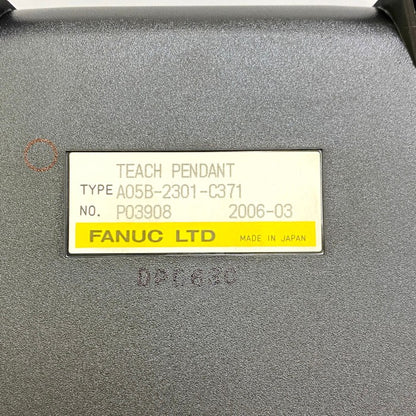 TEACH PENDANT
TYPE A05B-2301-C371
NO. P03908 2006-03
FANUC LTD MADE IN JAPAN